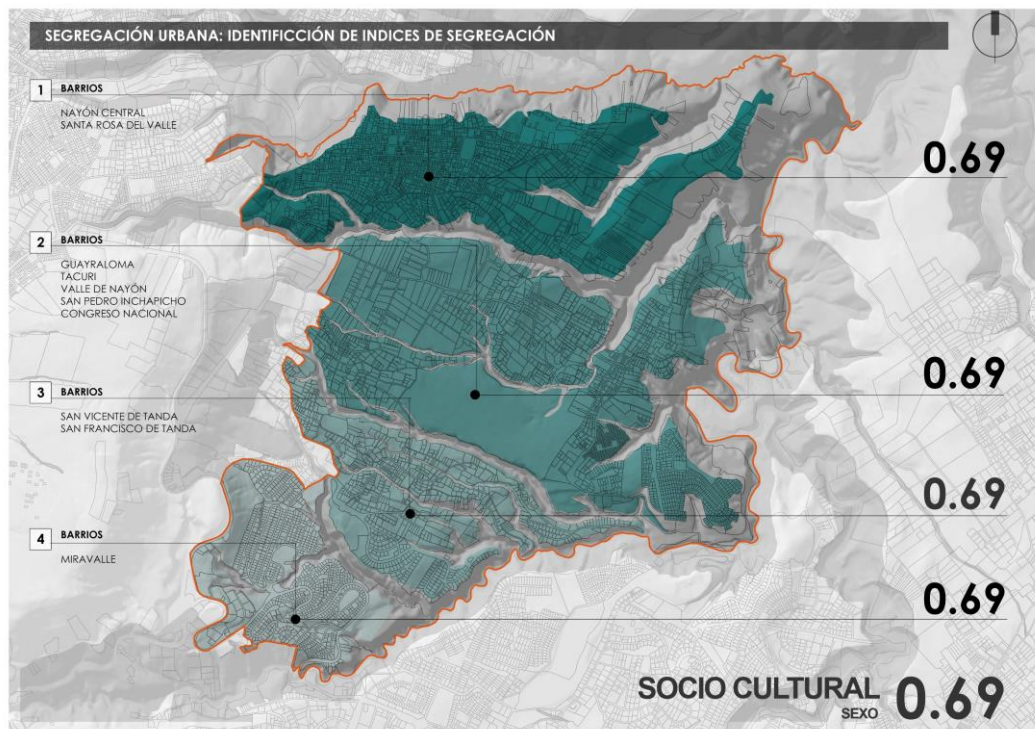 SEGREGACIÓN URBANA: IDENTIFICCIÓN DE INDICES DE SEGREGACIÓN
1 BARRIOS
NAYÓN CENTRAL
SANTA ROSA DEL VALLE
0.69
2 BARRIOS
GUAYRALOMA
TACURI
VALLE DE NAYÓN
SAN PEDRO INCHAPICHO
CONGRESO NACIONAL
0.69
3 BARRIOS
SAN VICENTE DE TANDA
SAN FRANCISCO DE TANDA
0.69
4 BARRIOS
MIRAVALLE
0.69
SOCIO CULTURAL 0.69
SEXO